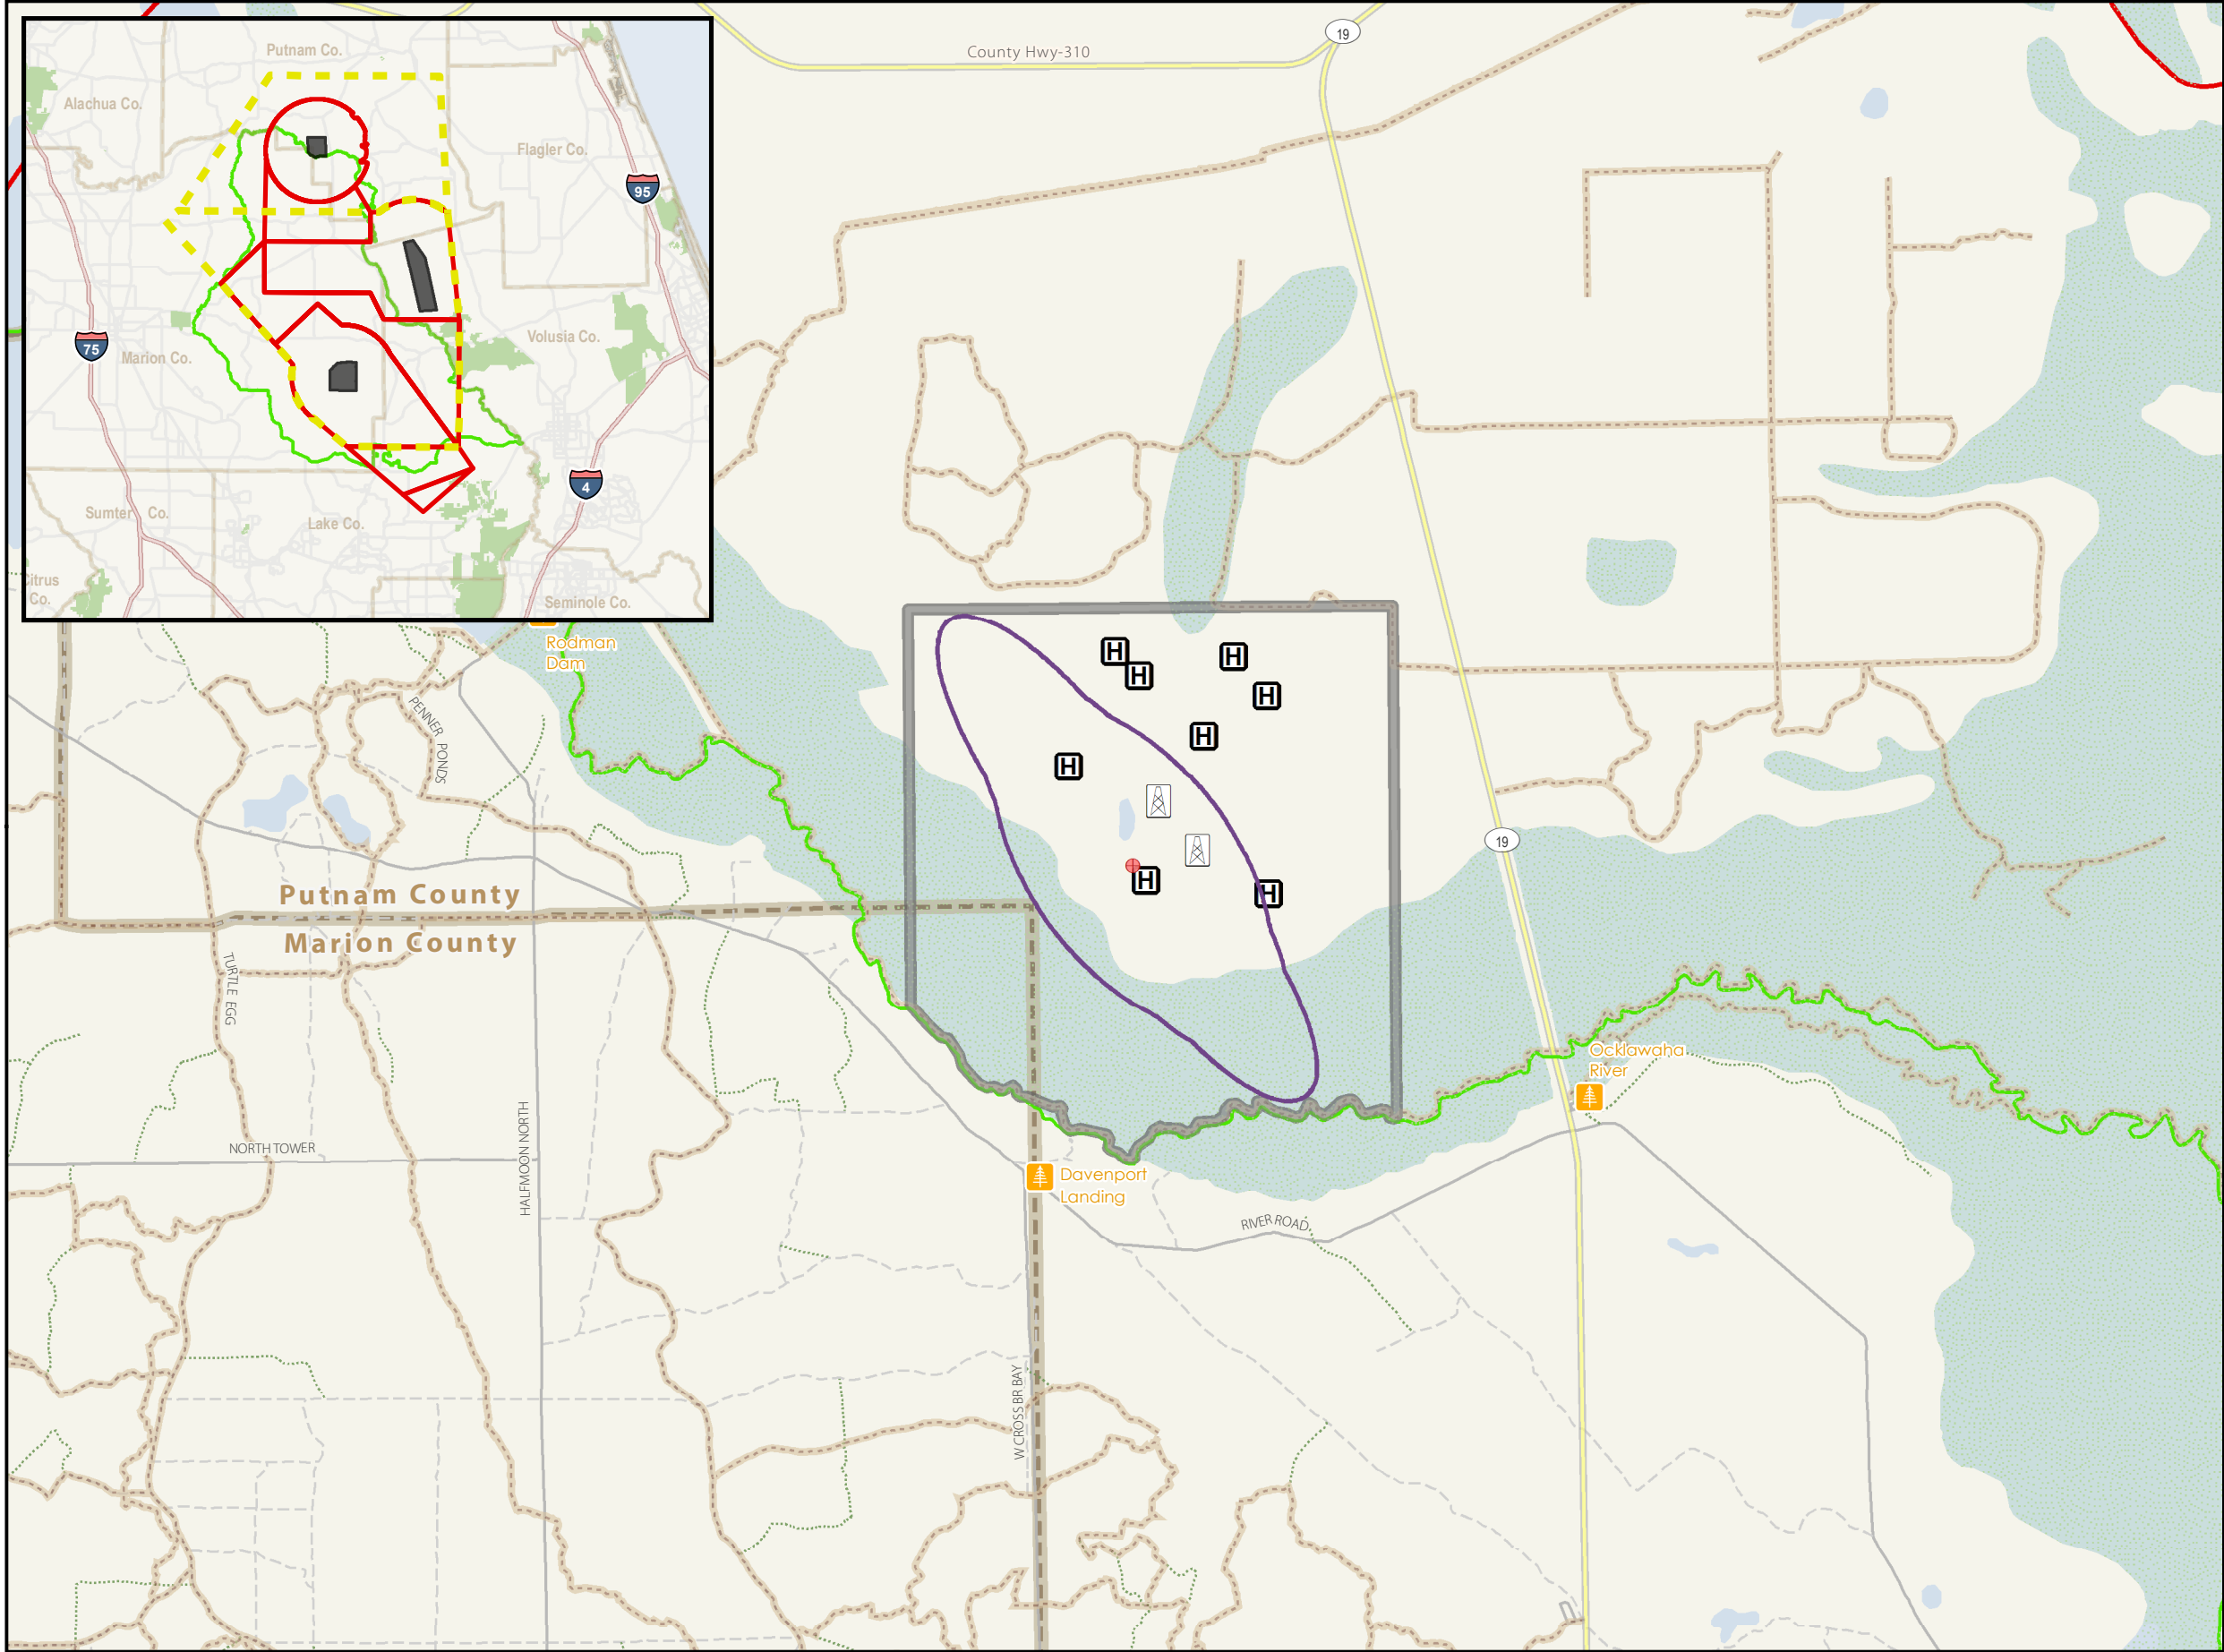 Putnam Co.
Alachua Co.
Flagler Co.
95
Volusia Co.
75
Marion Co.
4
Sumter Co.
Lake Co.
Citrus
Co.
Seminole Co.
County Hwy-310
19
Rodman
Dam
PENNER PONDS
H
H
H
H
H
H
H
H
19
Putnam County
Marion County
TURTLE EGG
Ocklawaha
River
HALFMOON NORTH
NORTH TOWER
Davenport
Landing
RIVER ROAD
W CROSS BR BAY